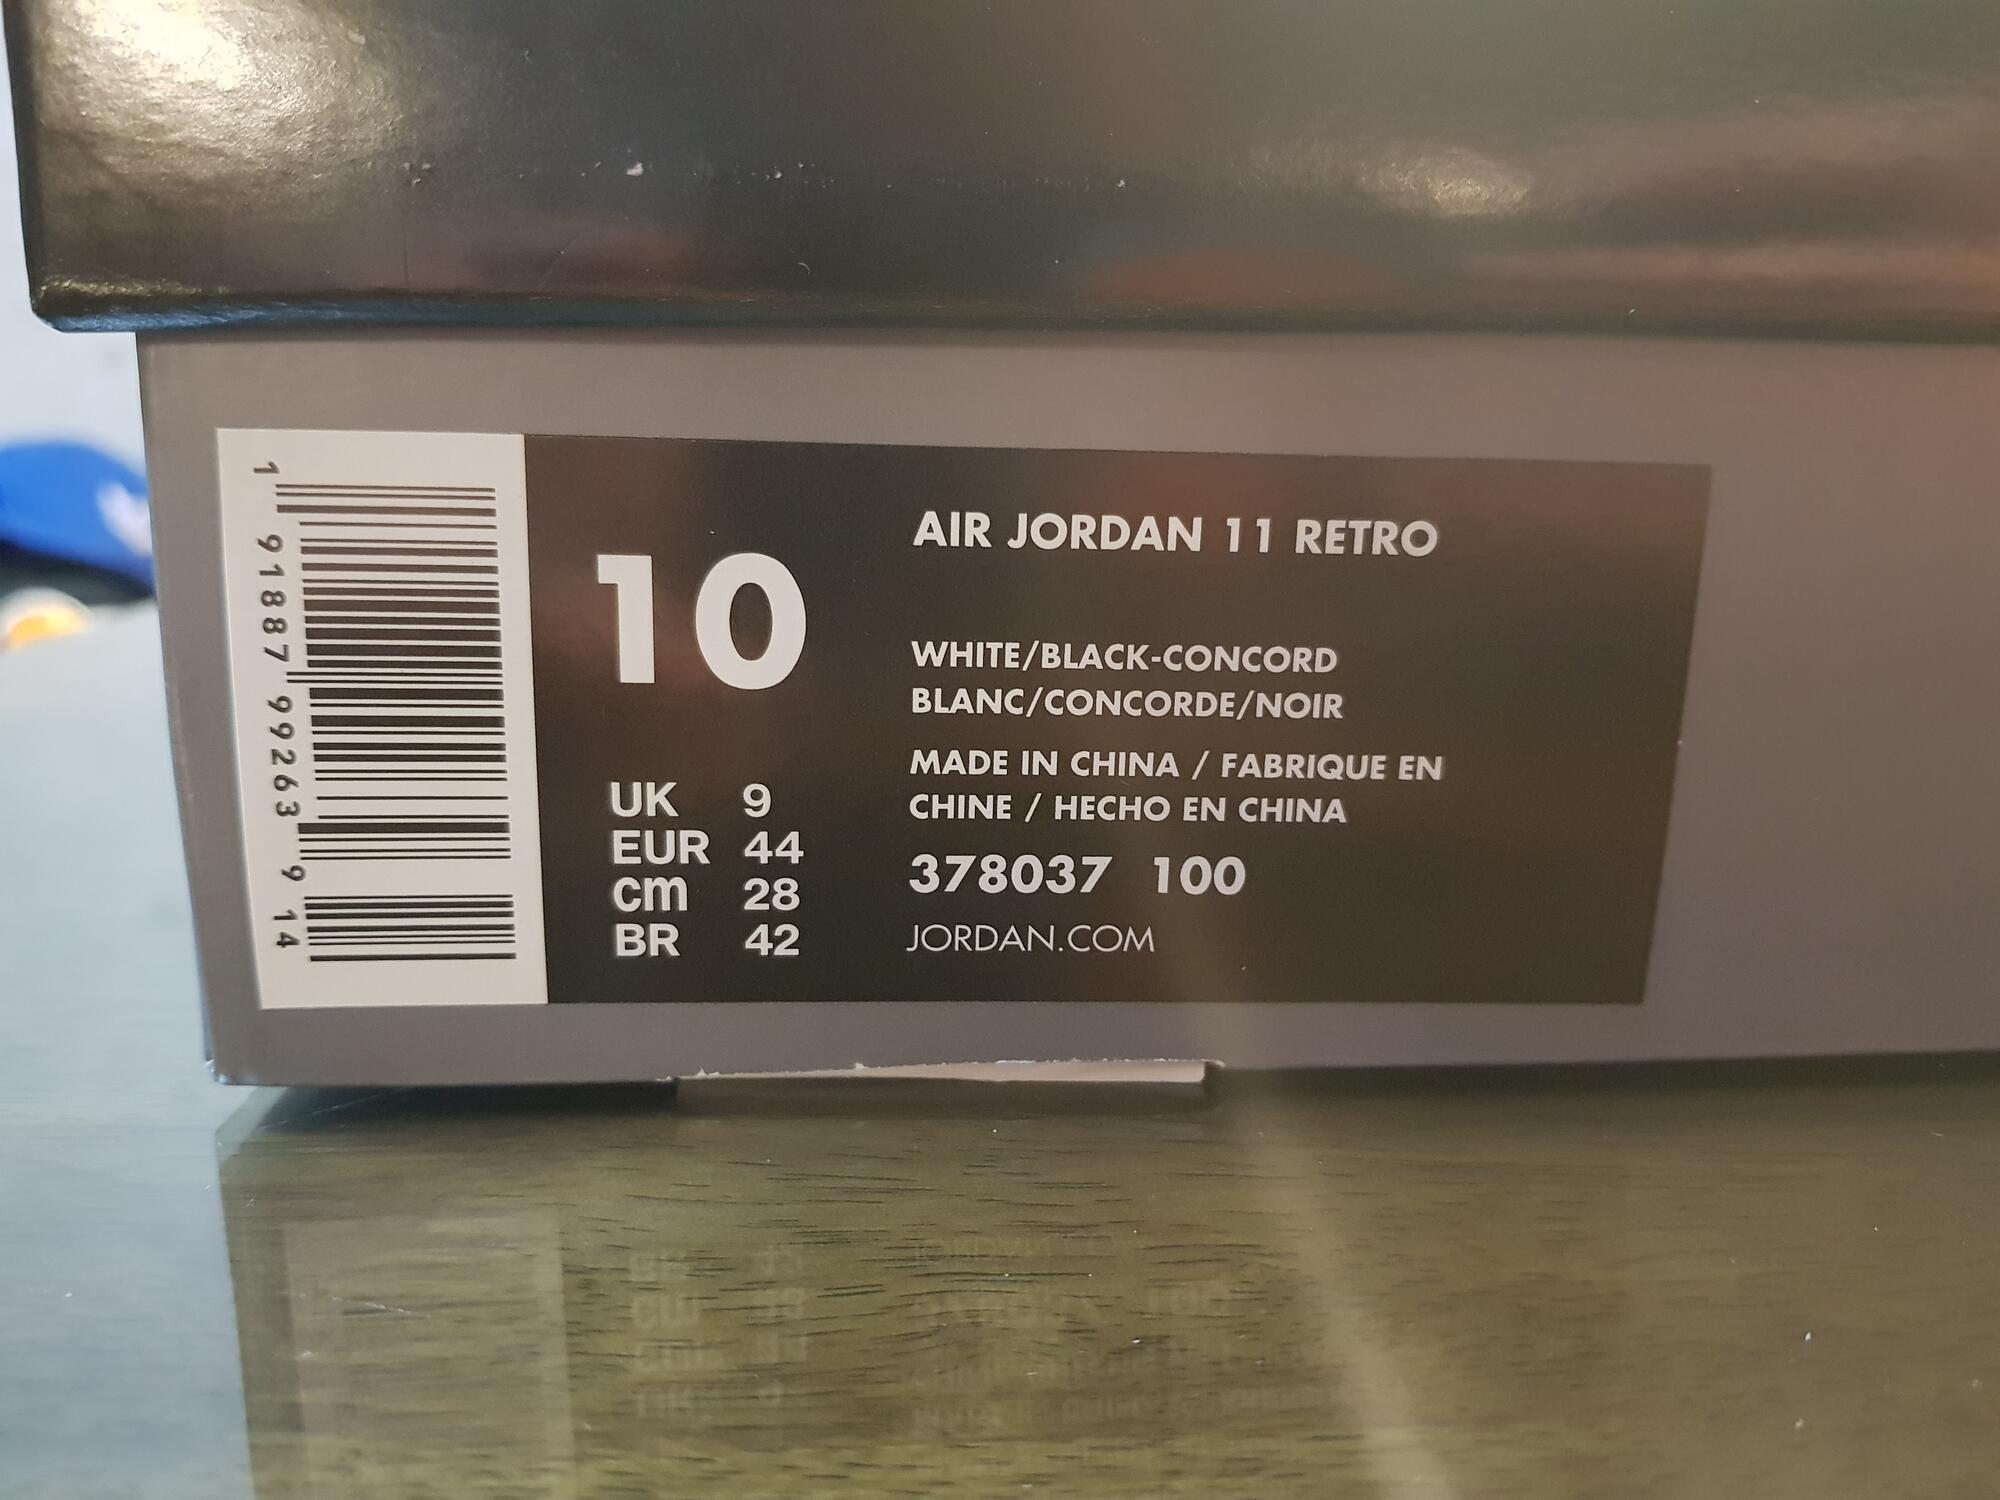 1 91887 99263 9 14
10
UK 9
EUR 44
cm 28
BR 42
AIR JORDAN 11 RETRO
WHITE/BLACK-CONCORD
BLANC/CONCORDE/NOIR
MADE IN CHINA / FABRIQUE EN
CHINE / HECHO EN CHINA
378037 100
JORDAN.COM